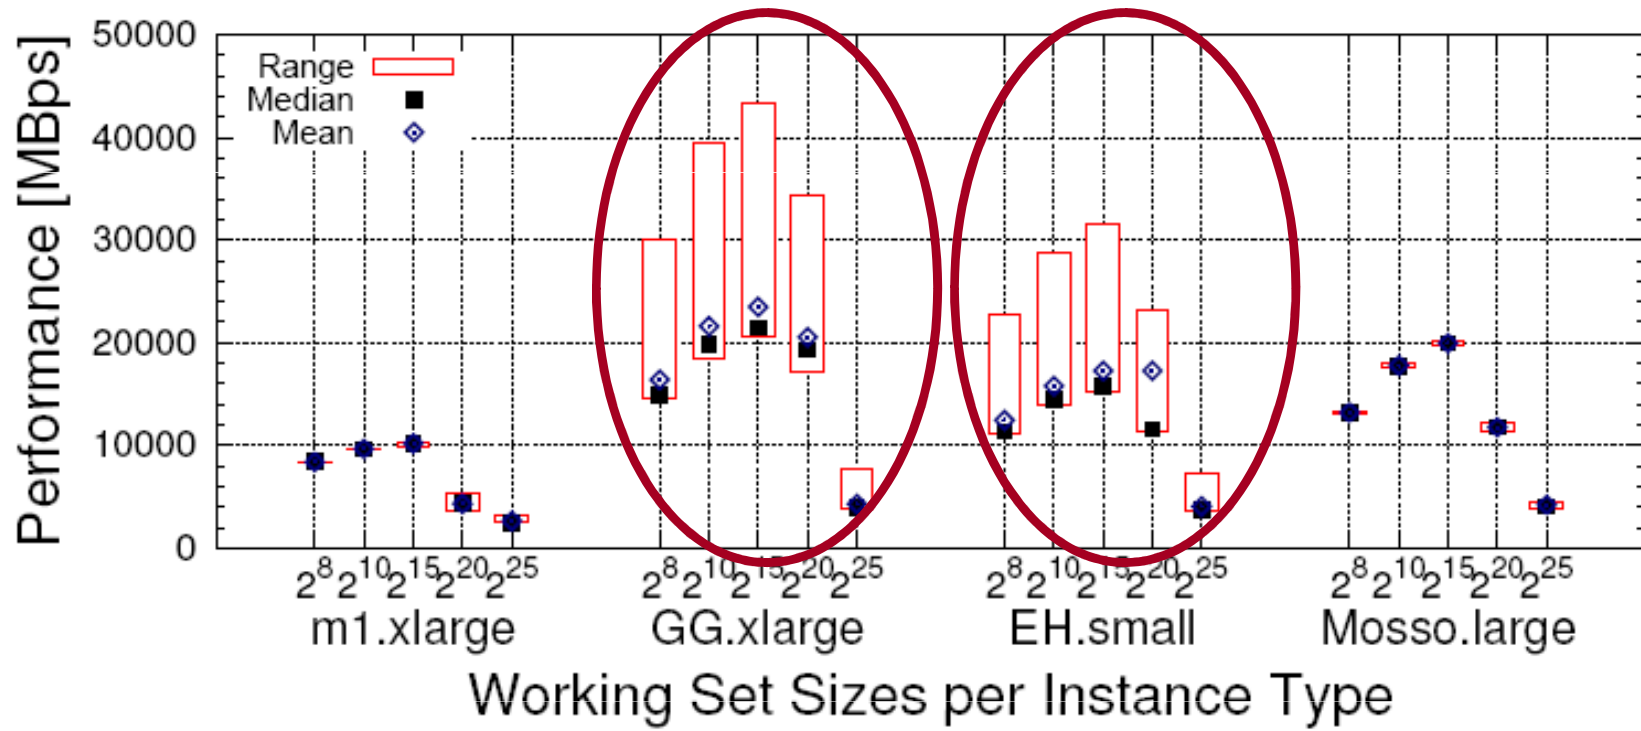 Performance [MBps]
50000
40000
30000
20000
10000
0
Range
Median
Mean
2^8 2^10 2^15 2^20 2^25
m1.xlarge
2^8 2^10 2^15 2^20 2^25
GG.xlarge
2^8 2^10 2^15 2^20 2^25
EH.small
2^8 2^10 2^15 2^20 2^25
Mosso.large
Working Set Sizes per Instance Type